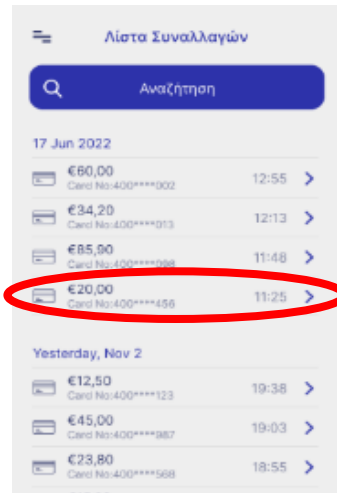 Λίστα Συναλλαγών
Αναζήτηση
17 Jun 2022
€60,00
Card No:400****002
12:55
€34,20
Card No:400****013
12:13
€85,90
Card No:400****098
11:48
€20,00
Card No:400****456
11:25
Yesterday, Nov 2
€12,50
Card No:400****123
19:38
€45,00
Card No:400****987
19:03
€23,80
Card No:400****568
18:55